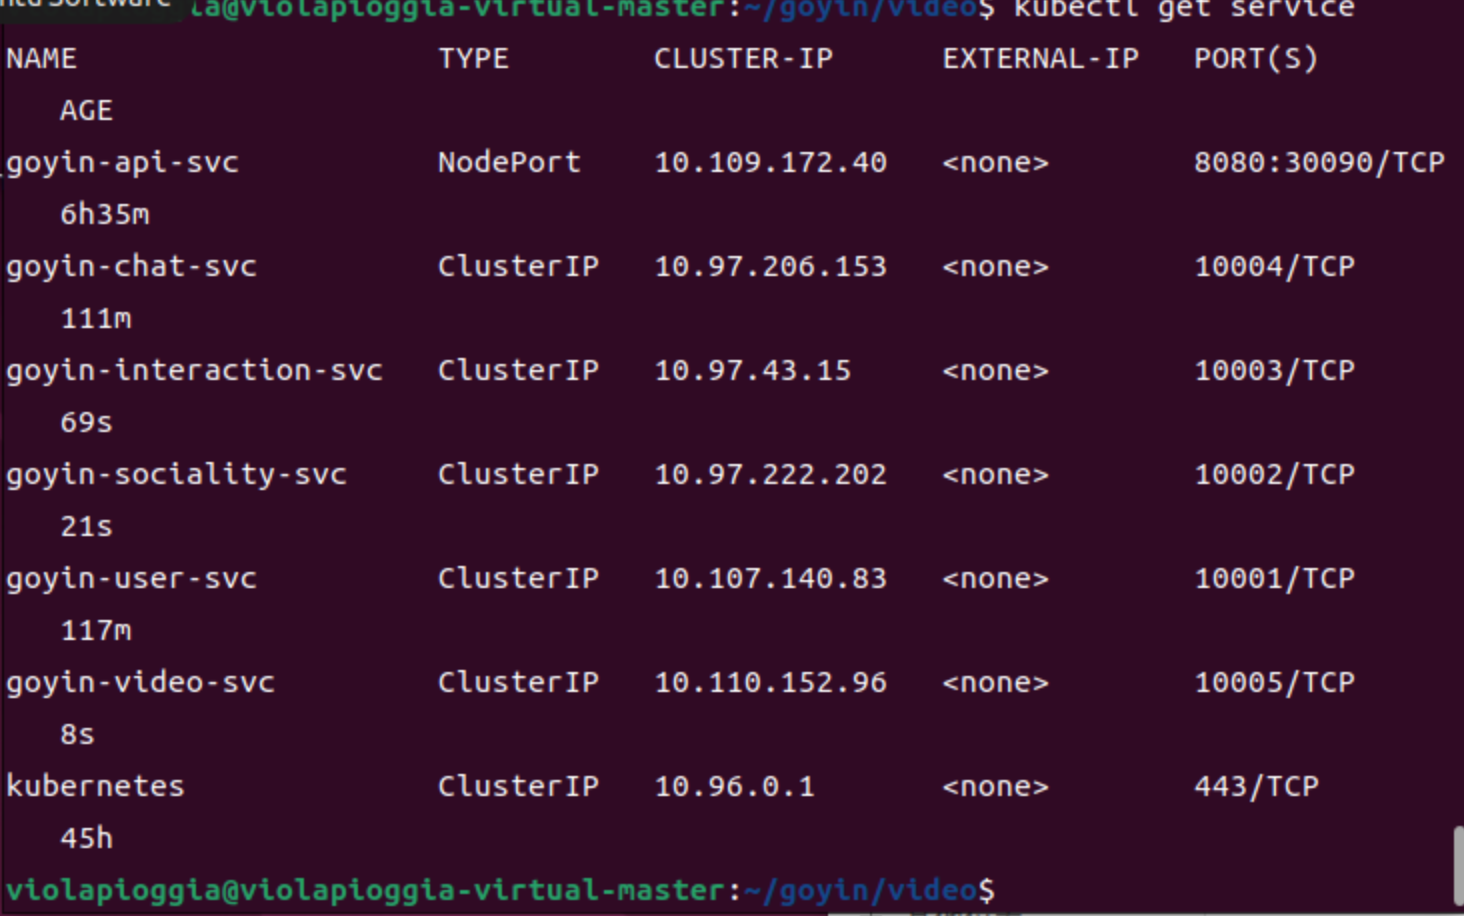 la@violapioggia-virtual-master:~/goyin/video$ kubectl get service
NAME TYPE CLUSTER-IP EXTERNAL-IP PORT(S)
AGE
goyin-api-svc NodePort 10.109.172.40 <none> 8080:30090/TCP
6h35m
goyin-chat-svc ClusterIP 10.97.206.153 <none> 10004/TCP
111m
goyin-interaction-svc ClusterIP 10.97.43.15 <none> 10003/TCP
69s
goyin-sociality-svc ClusterIP 10.97.222.202 <none> 10002/TCP
21s
goyin-user-svc ClusterIP 10.107.140.83 <none> 10001/TCP
117m
goyin-video-svc ClusterIP 10.110.152.96 <none> 10005/TCP
8s
kubernetes ClusterIP 10.96.0.1 <none> 443/TCP
45h
violapioggia@violapioggia-virtual-master:~/goyin/video$